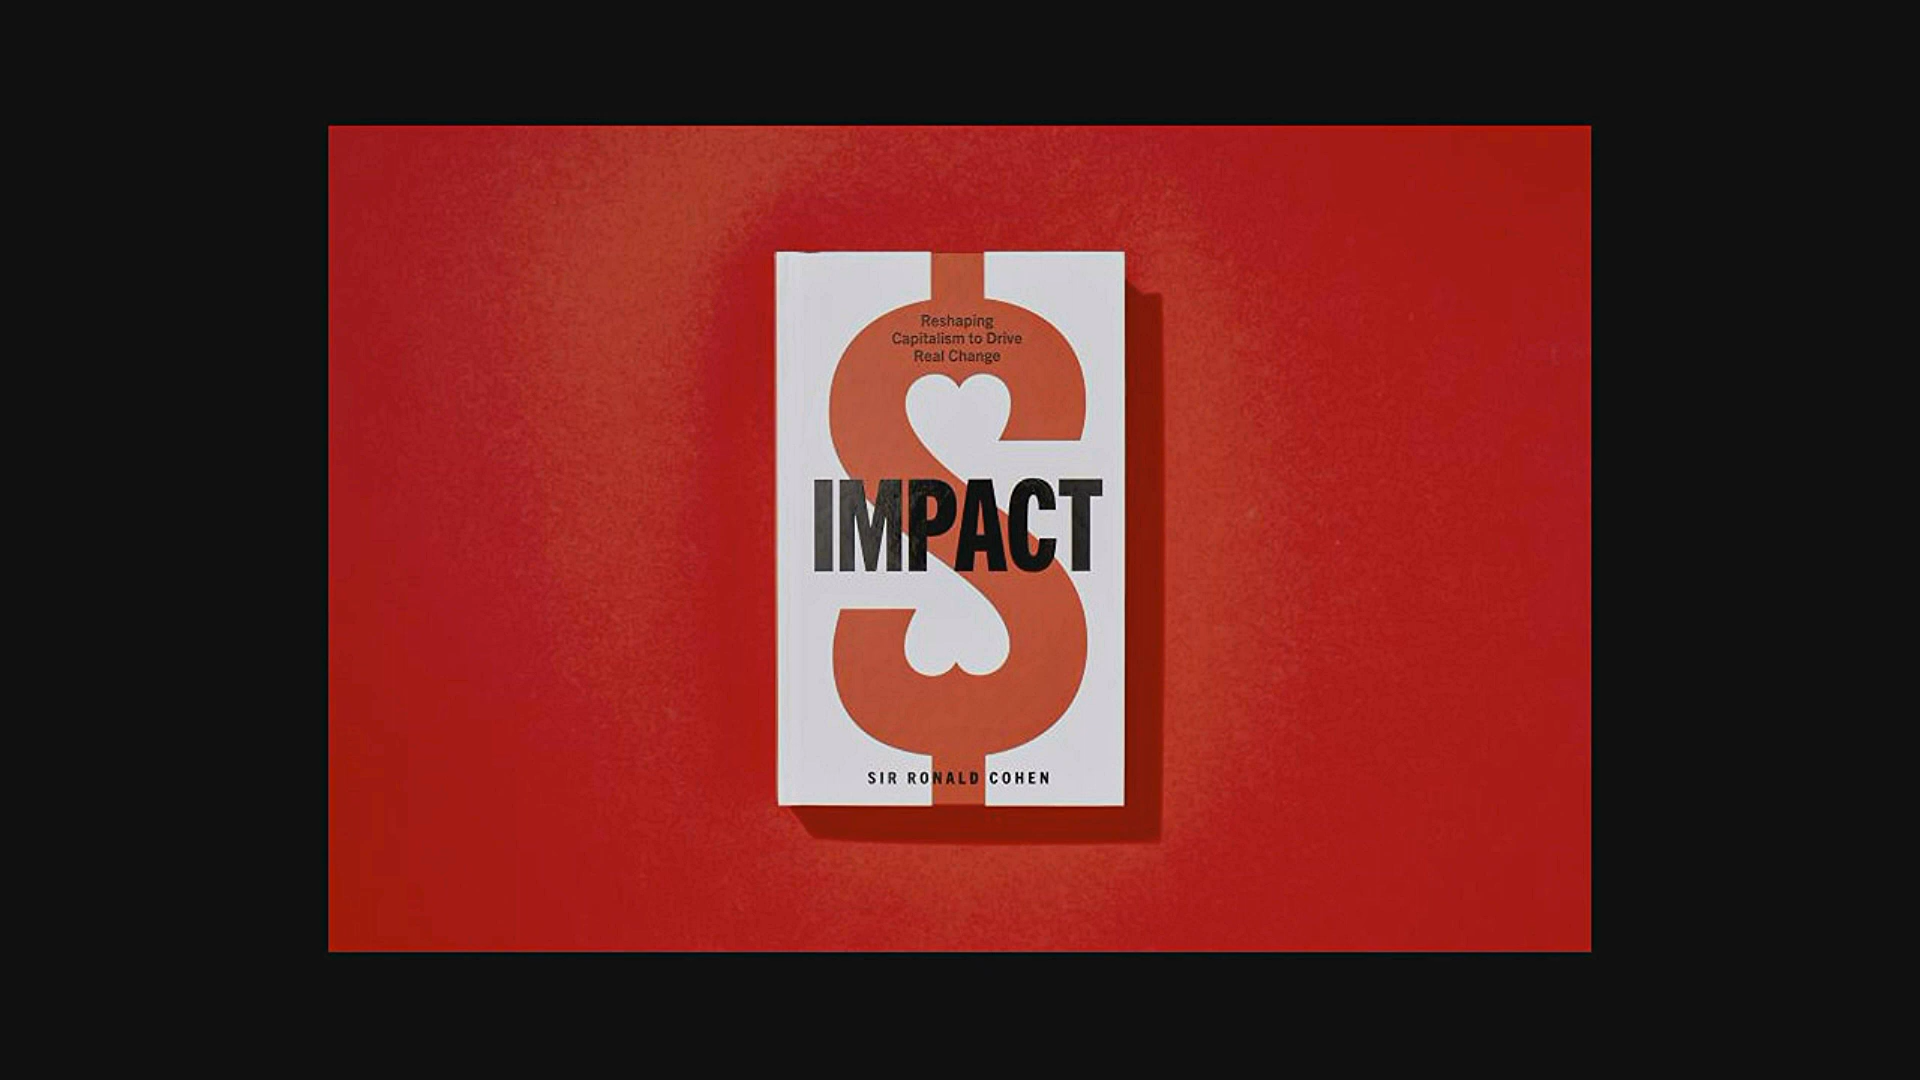 Reshaping
Capitalism to Drive
Real Change
IMPACT
SIR RONALD COHEN